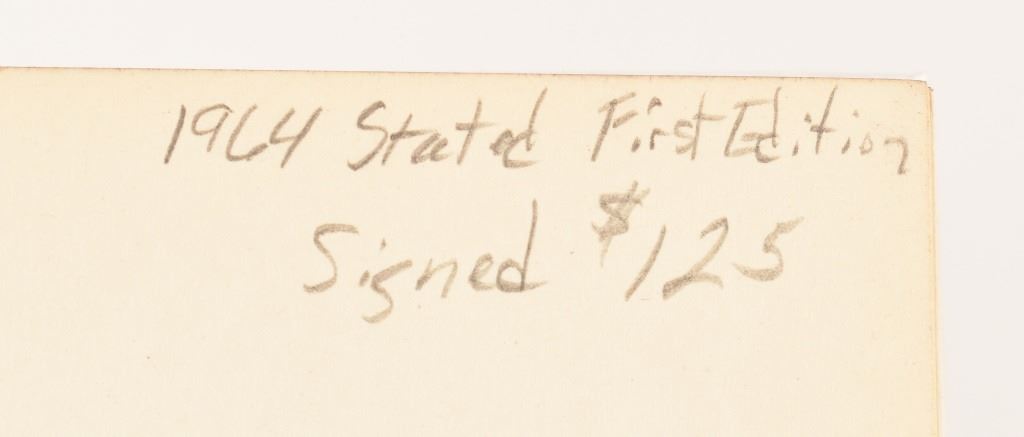 1964 Stated First Edition
Signed $125